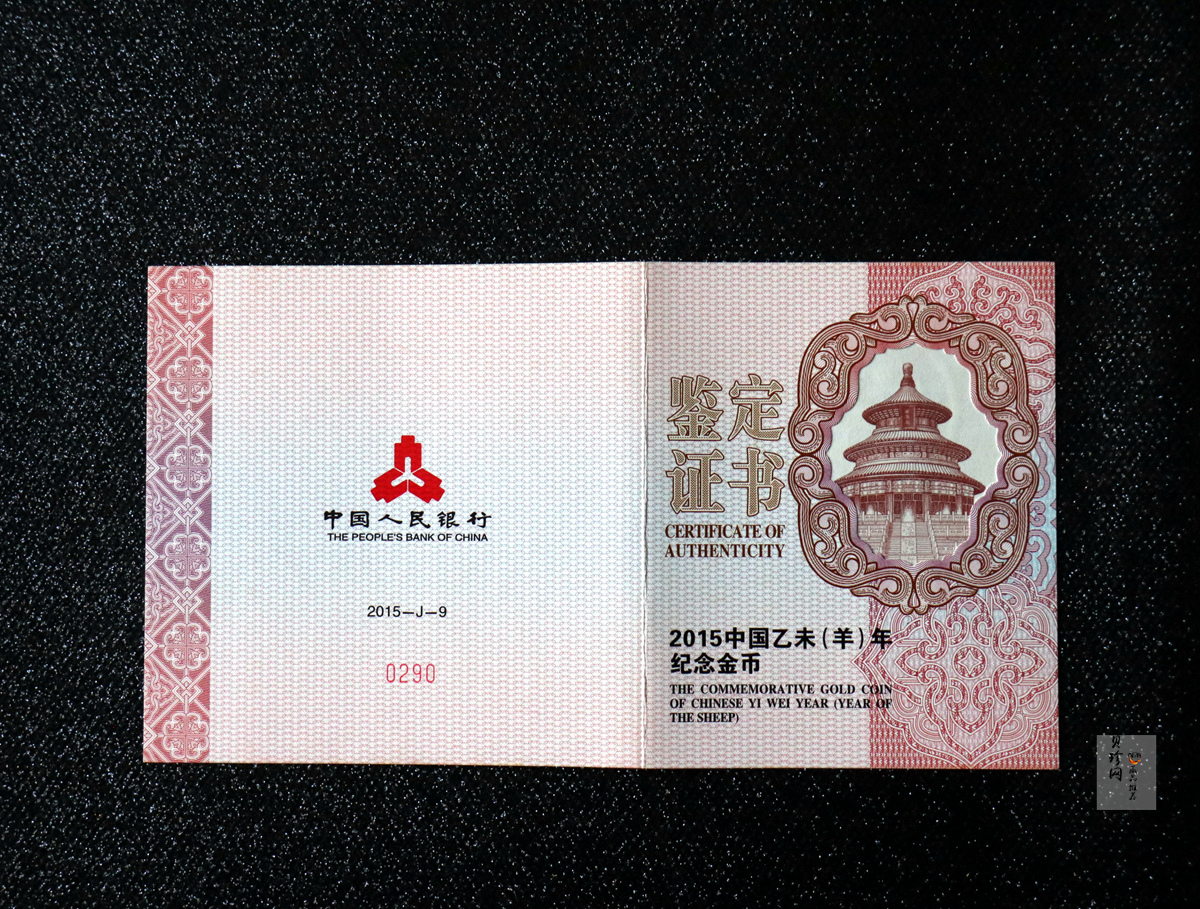 中国人民银行
THE PEOPLE'S BANK OF CHINA
2015—J—9
0290
鉴定
证书
CERTIFICATE OF
AUTHENTICITY
2015中国乙未(羊)年
纪念金币
THE COMMEMORATIVE GOLD COIN
OF CHINESE YI WEI YEAR (YEAR OF
THE SHEEP)